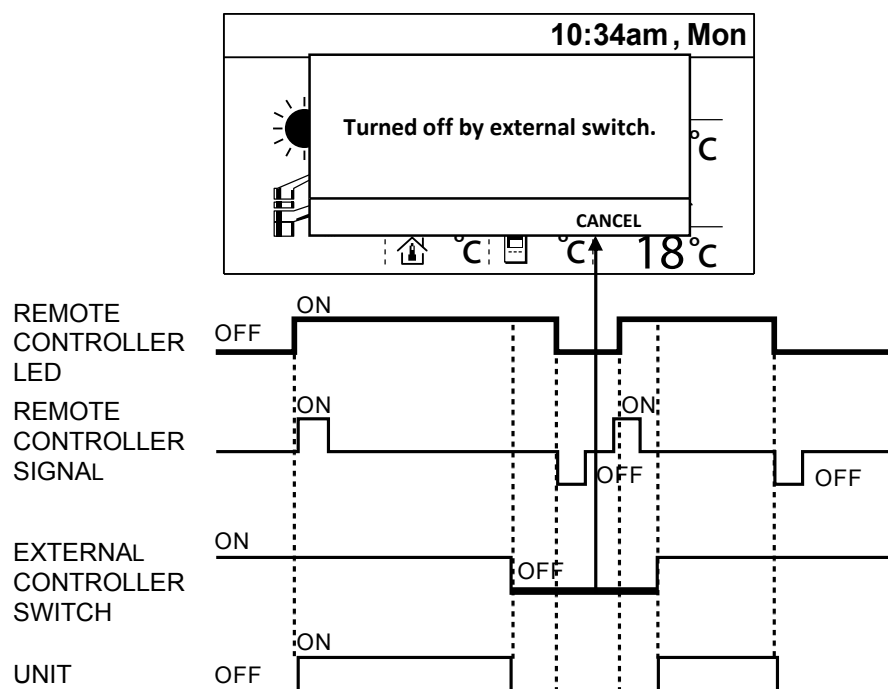 10:34am , Mon
Turned off by external switch.
°C
CANCEL
°C °C 18°C
REMOTE
CONTROLLER
LED
OFF
ON
REMOTE
CONTROLLER
SIGNAL
ON
OFF
ON
OFF
EXTERNAL
CONTROLLER
SWITCH
ON
OFF
UNIT
OFF
ON